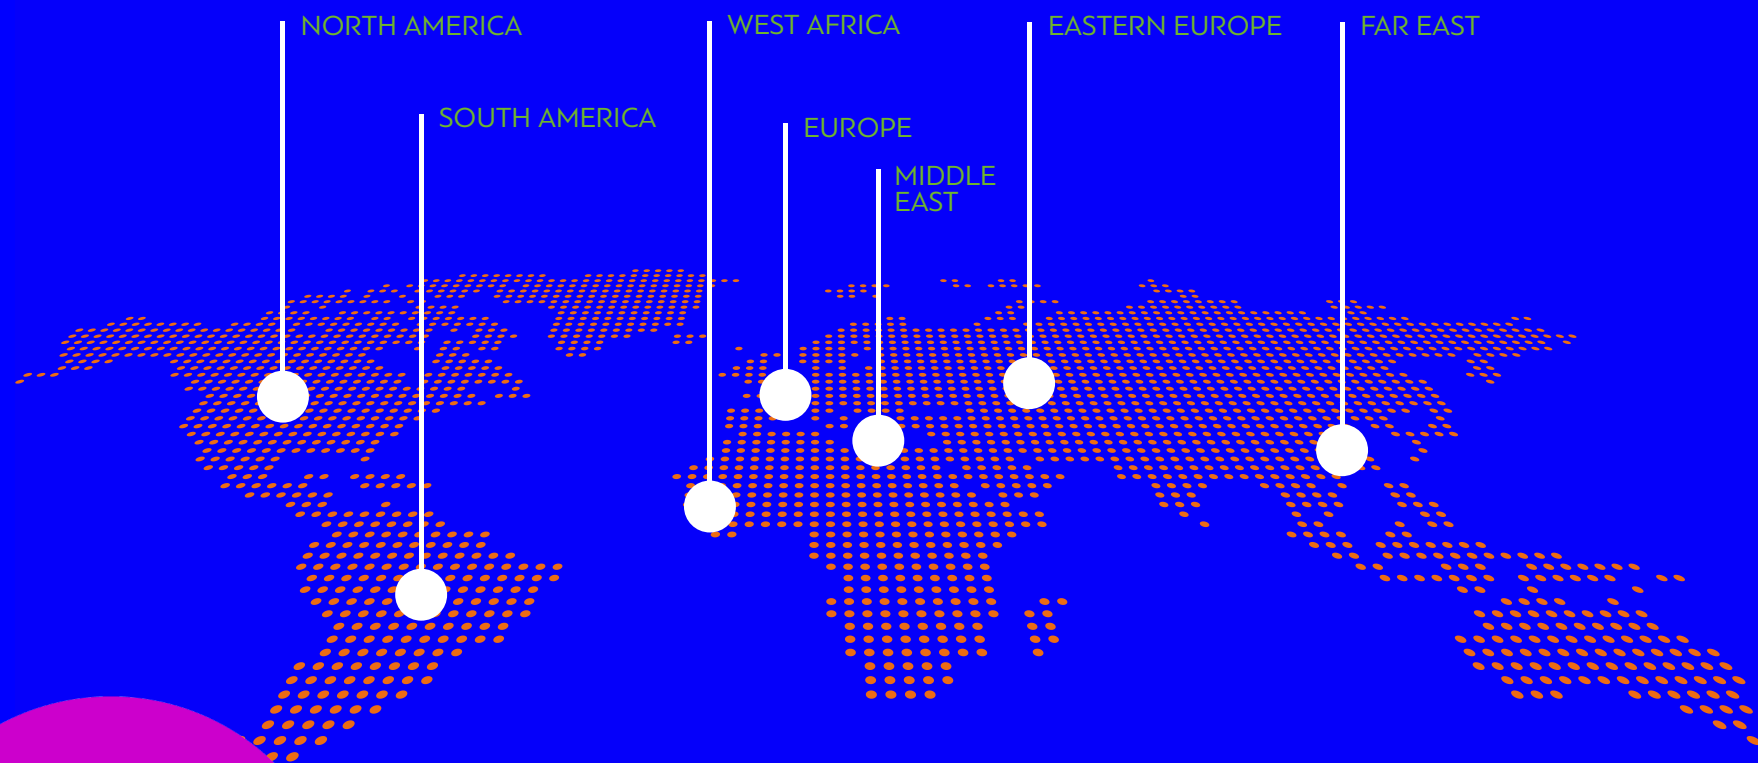 NORTH AMERICA
WEST AFRICA
EASTERN EUROPE
FAR EAST
SOUTH AMERICA
EUROPE
MIDDLE
EAST